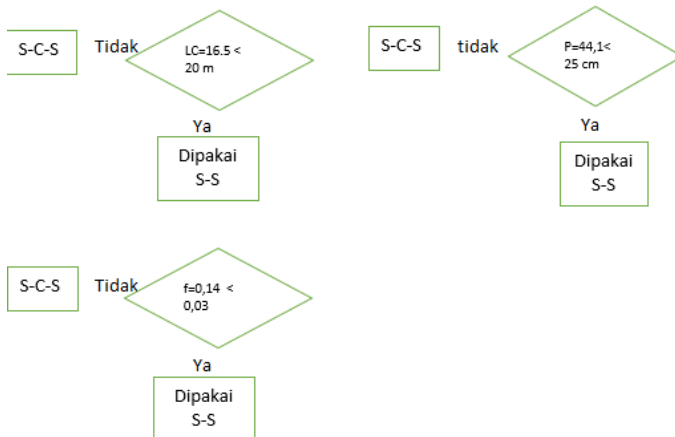 S-C-S
Tidak
LC=16.5 <
20 m
Ya
Dipakai
S-S
S-C-S
tidak
P=44,1<
25 cm
Ya
Dipakai
S-S
S-C-S
Tidak
f=0,14 <
0,03
Ya
Dipakai
S-S